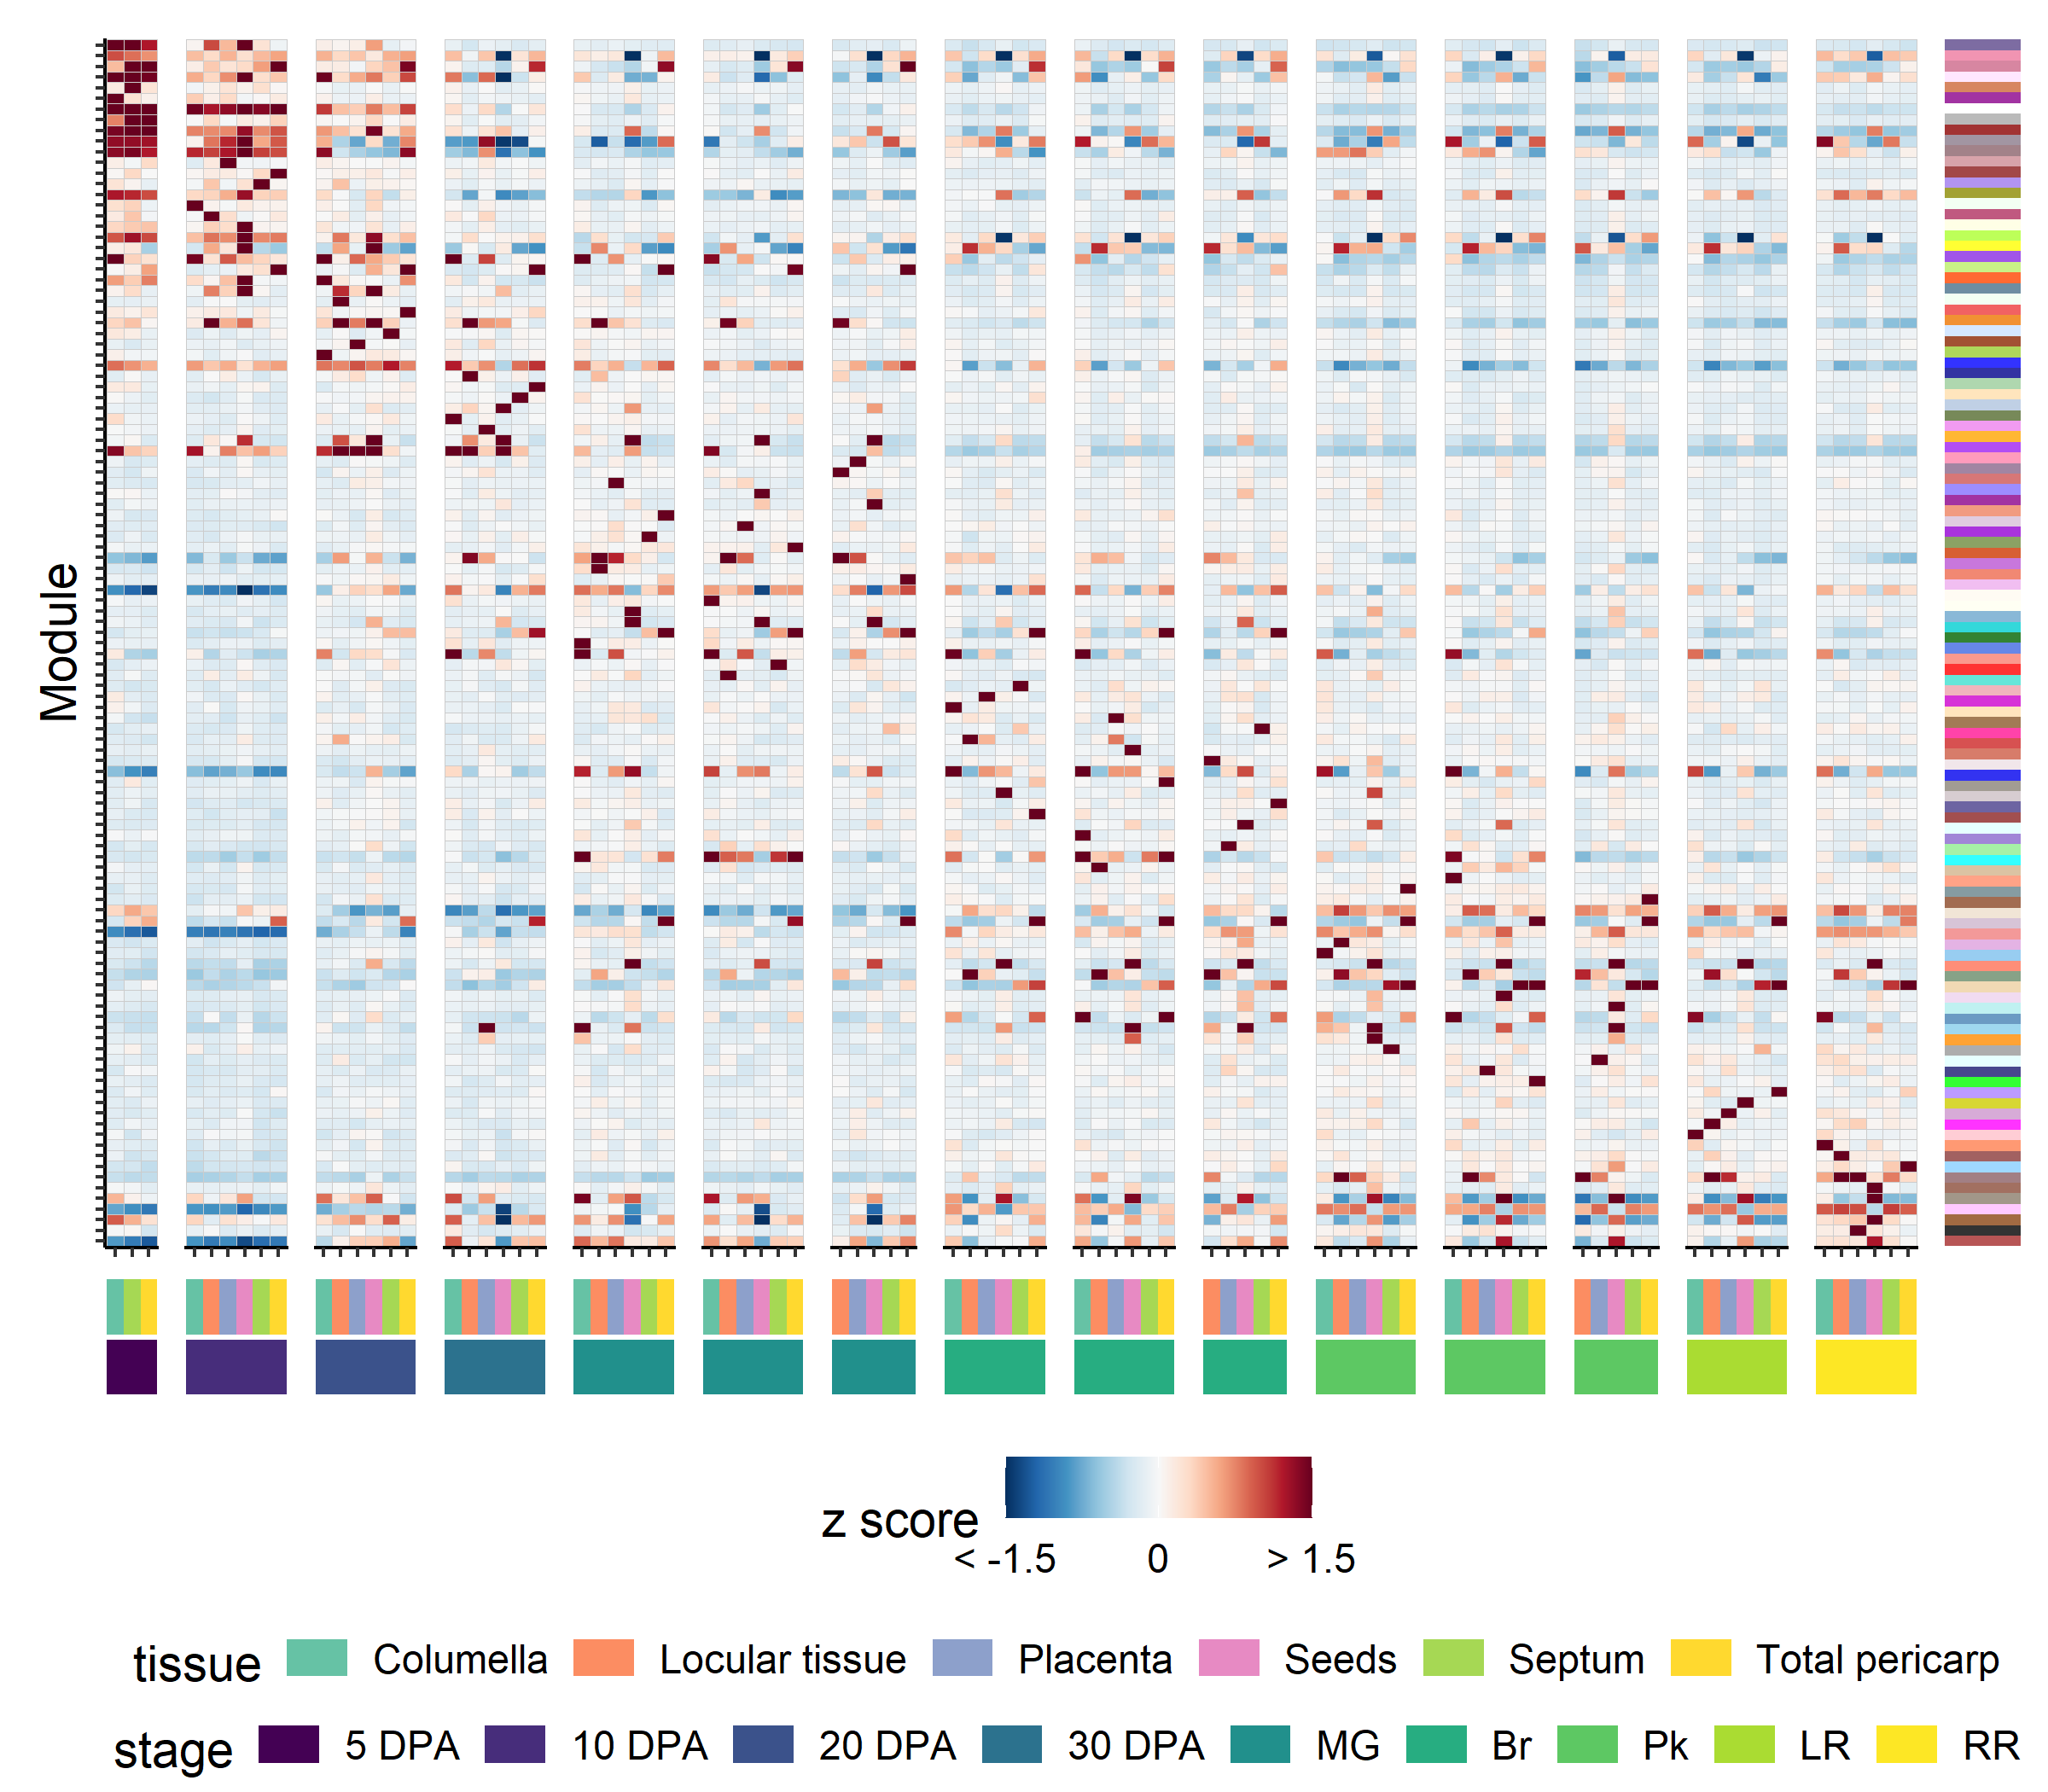 Module
z score
< -1.5 0 > 1.5
tissue Columella Locular tissue Placenta Seeds Septum Total pericarp
stage 5 DPA 10 DPA 20 DPA 30 DPA MG Br Pk LR RR